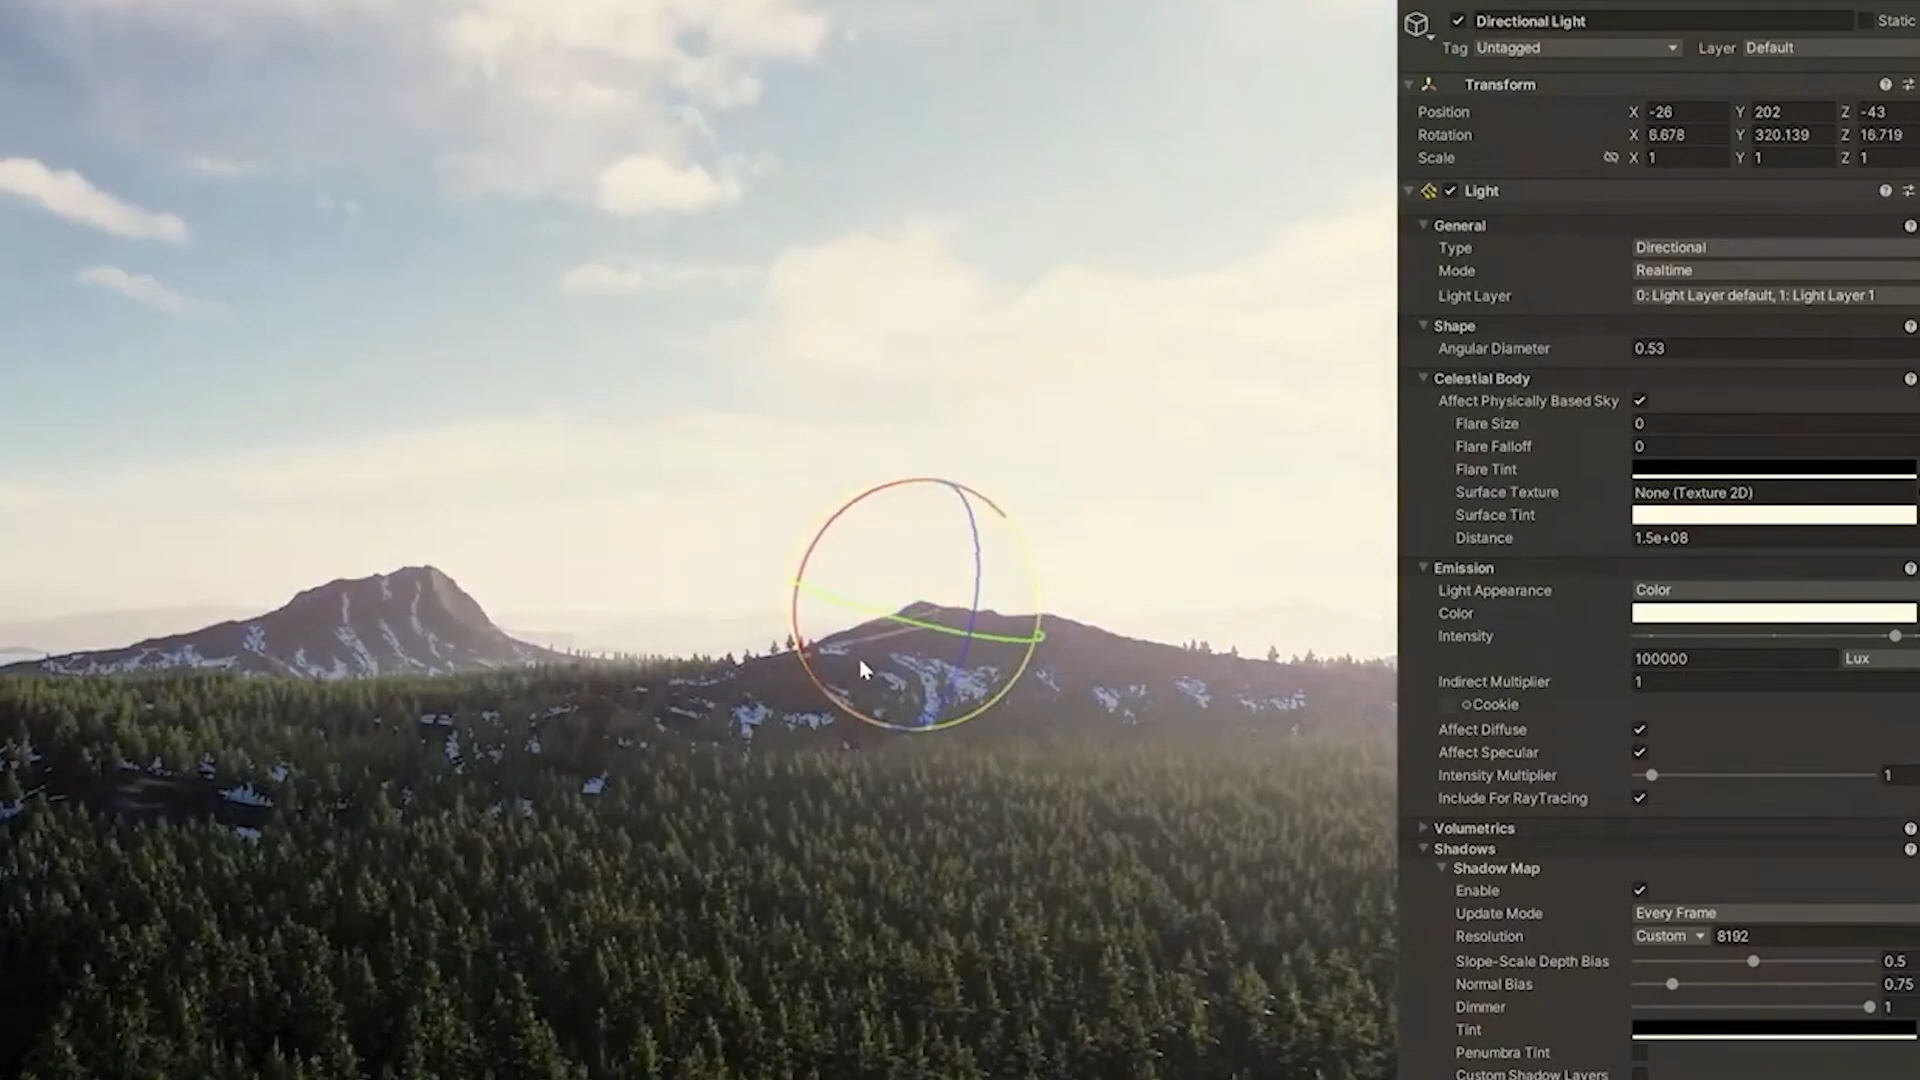 Directional Light Static
Tag Untagged Layer Default
Transform
Position X -26 Y 202 Z -43
Rotation X 6.678 Y 320.139 Z 16.719
Scale X 1 Y 1 Z 1
Light
General
Type Directional
Mode Realtime
Light Layer 0: Light Layer default, 1: Light Layer 1
Shape
Angular Diameter 0.53
Celestial Body
Affect Physically Based Sky
Flare Size 0
Flare Falloff 0
Flare Tint
Surface Texture None (Texture 2D)
Surface Tint
Distance 1.5e+08
Emission
Light Appearance Color
Color
Intensity
100000 Lux
Indirect Multiplier 1
Cookie
Affect Diffuse
Affect Specular
Intensity Multiplier 1
Include For RayTracing
Volumetrics
Shadows
Shadow Map
Enable
Update Mode Every Frame
Resolution Custom 8192
Slope-Scale Depth Bias 0.5
Normal Bias 0.75
Dimmer 1
Tint
Penumbra Tint
Custom Shadow Layers